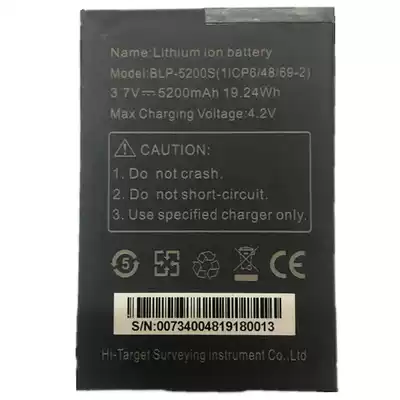 Name:Lithium ion battery
Model:BLP-5200S(1ICP6/48/69-2)
3.7V⎓5200mAh 19.24Wh
Max Charging Voltage:4.2V
CAUTION:
1. Do not crash.
2. Do not short-circuit.
3. Use specified charger only.
5
CE
S/N:00734004819180013
Hi-Target Surveying Instrument Co.,Ltd